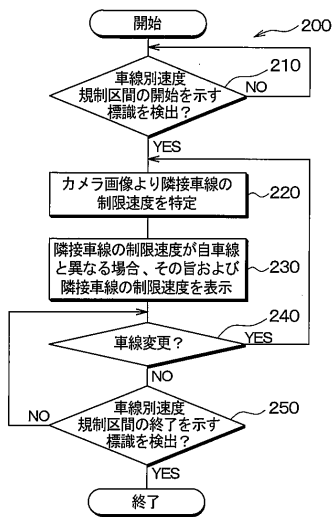 開始
200
車線別速度
規制区間の開始を示す
標識を検出?
210
NO
YES
カメラ画像より隣接車線の
制限速度を特定
220
隣接車線の制限速度が自車線
と異なる場合、その旨および
隣接車線の制限速度を表示
230
240
車線変更?
YES
NO
車線別速度
規制区間の終了を示す
標識を検出?
250
NO
YES
終了